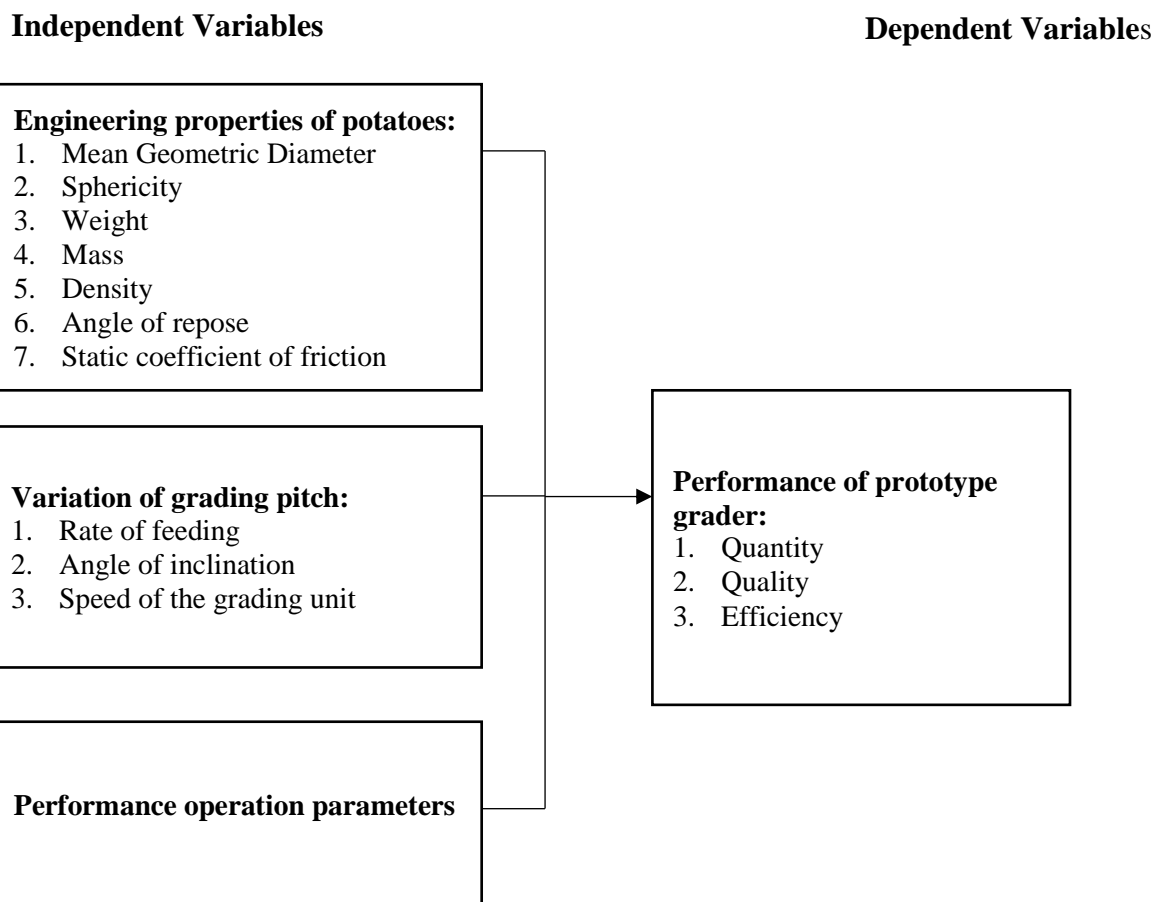 Independent Variables
Dependent Variables
Engineering properties of potatoes:
1. Mean Geometric Diameter
2. Sphericity
3. Weight
4. Mass
5. Density
6. Angle of repose
7. Static coefficient of friction
Variation of grading pitch:
1. Rate of feeding
2. Angle of inclination
3. Speed of the grading unit
Performance operation parameters
Performance of prototype
grader:
1. Quantity
2. Quality
3. Efficiency